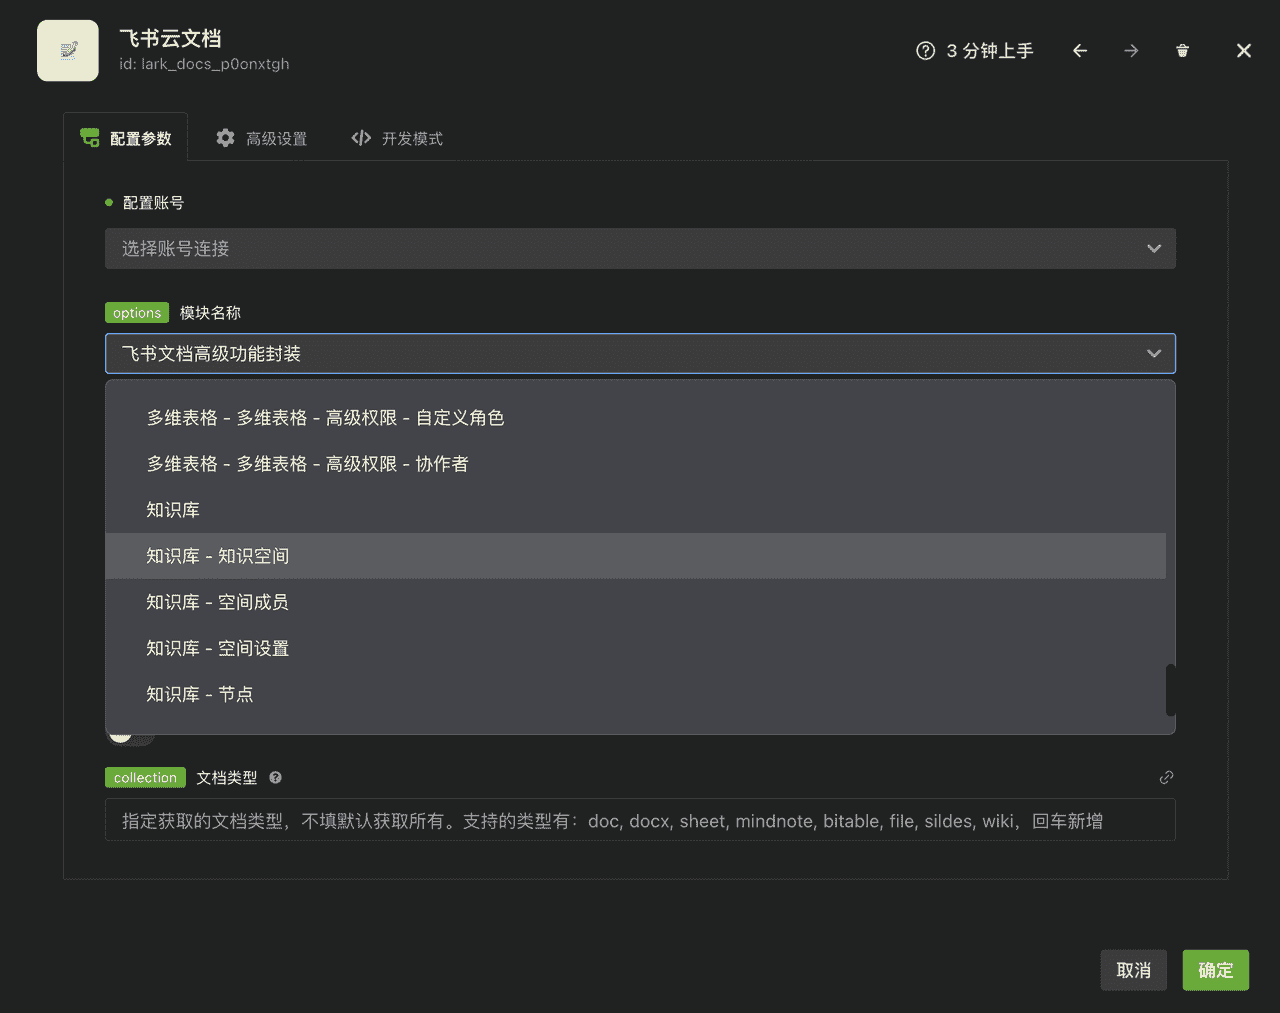 飞书云文档
id: lark_docs_p0onxtgh
3 分钟上手
配置参数
高级设置
开发模式
配置账号
选择账号连接
options 模块名称
飞书文档高级功能封装
多维表格 - 多维表格 - 高级权限 - 自定义角色
多维表格 - 多维表格 - 高级权限 - 协作者
知识库
知识库 - 知识空间
知识库 - 空间成员
知识库 - 空间设置
知识库 - 节点
collection 文档类型
指定获取的文档类型，不填默认获取所有。支持的类型有：doc, docx, sheet, mindnote, bitable, file, sildes, wiki，回车新增
取消
确定